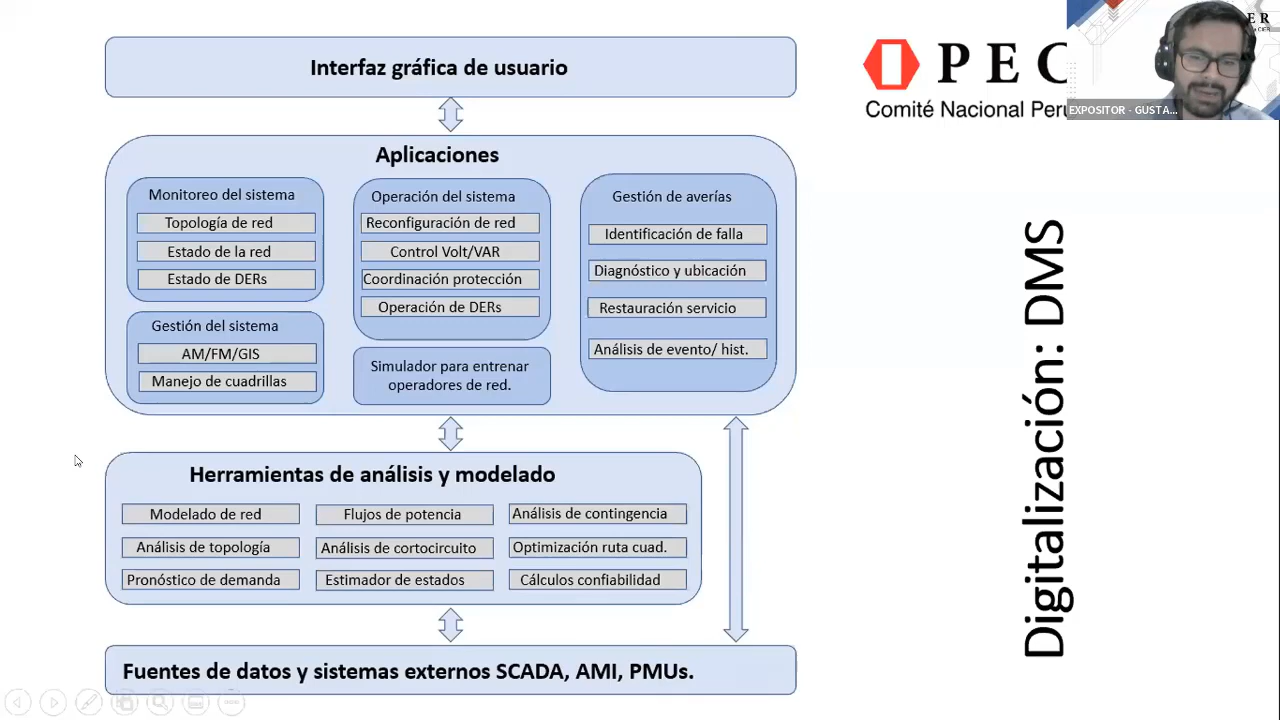 Interfaz gráfica de usuario
Aplicaciones
Monitoreo del sistema
Topología de red
Estado de la red
Estado de DERs
Gestión del sistema
AM/FM/GIS
Manejo de cuadrillas
Operación del sistema
Reconfiguración de red
Control Volt/VAR
Coordinación protección
Operación de DERs
Simulador para entrenar
operadores de red.
Gestión de averías
Identificación de falla
Diagnóstico y ubicación
Restauración servicio
Análisis de evento/ hist.
Herramientas de análisis y modelado
Modelado de red
Análisis de topología
Pronóstico de demanda
Flujos de potencia
Análisis de cortocircuito
Estimador de estados
Análisis de contingencia
Optimización ruta cuad.
Cálculos confiabilidad
Fuentes de datos y sistemas externos SCADA, AMI, PMUs.
PEC
Comité Nacional Peru
EXPOSITOR - GUSTA...
ER
Digitalización: DMS